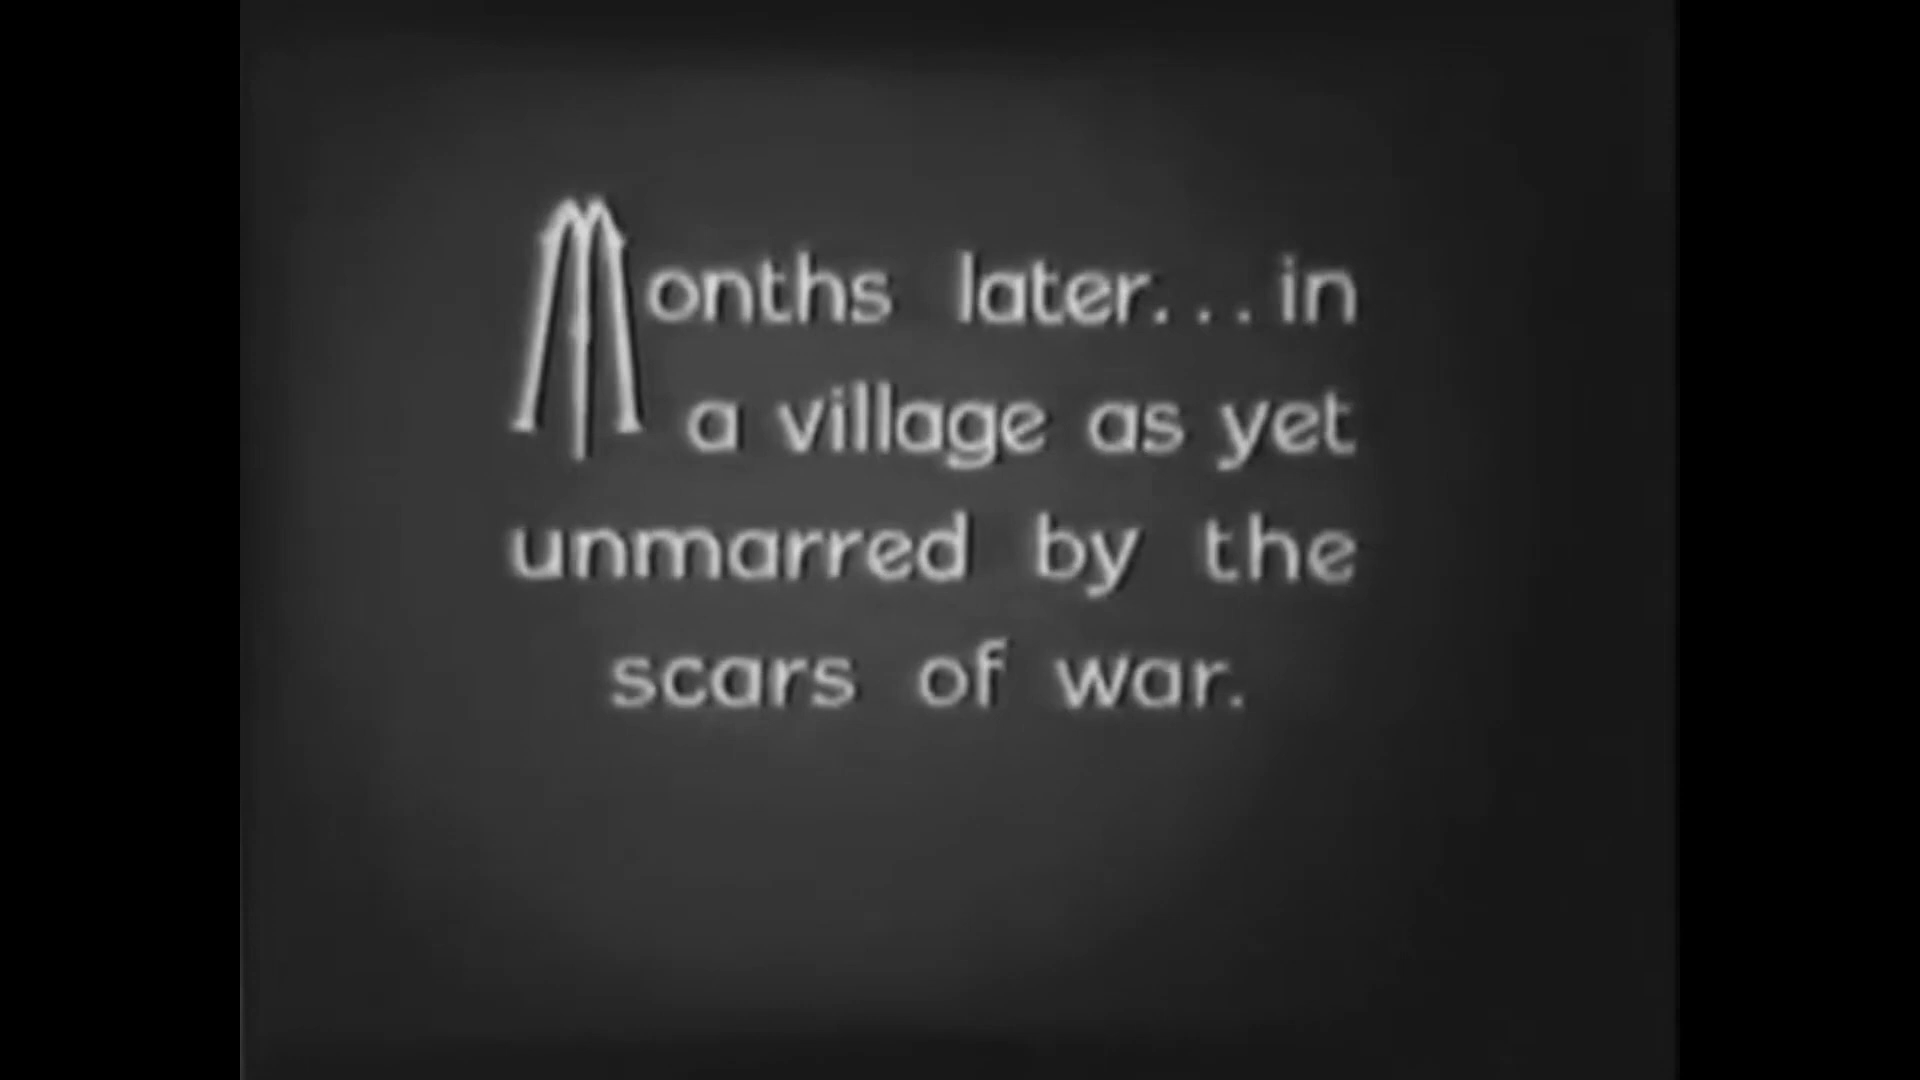 Months later... in
a village as yet
unmarred by the
scars of war.